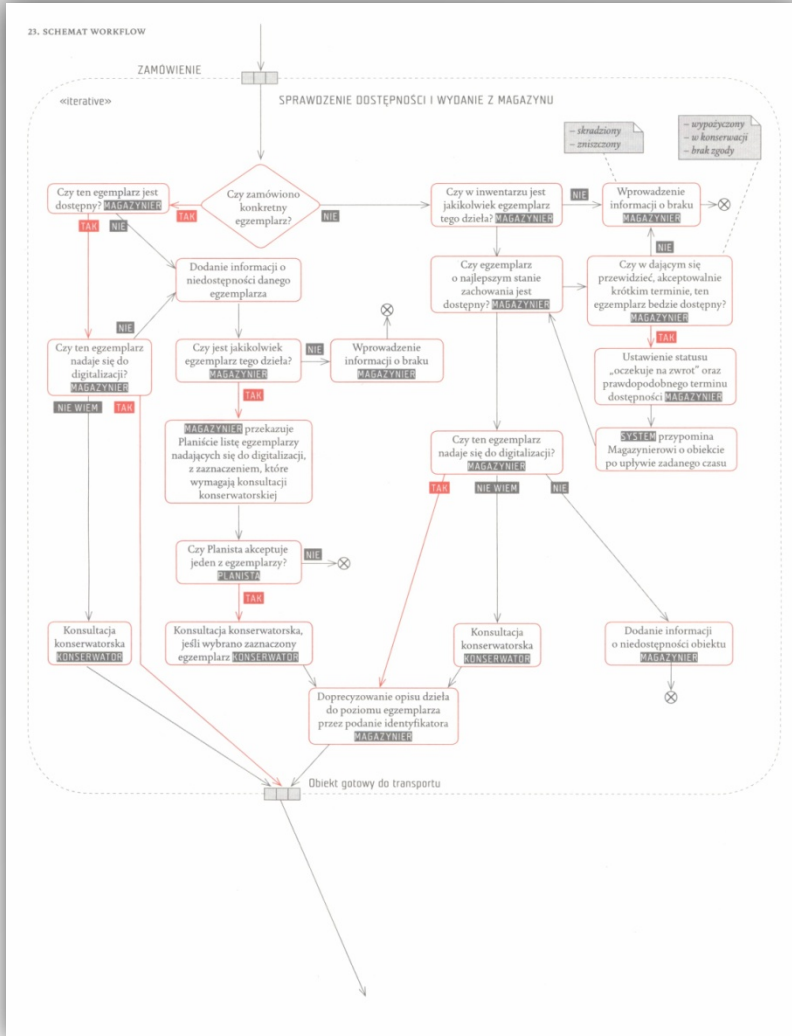 23. SCHEMAT WORKFLOW
ZAMÓWIENIE
«iterative»
SPRAWDZENIE DOSTĘPNOŚCI I WYDANIE Z MAGAZYNU
– skradziony
– zniszczony
– wypożyczony
– w konserwacji
– brak zgody
Czy ten egemplarz jest
dostępny? MAGAZYNIER
TAK
NIE
TAK
Czy zamówiono
konkretny
egzemplarz?
NIE
Czy w inwentarzu jest
jakikolwiek egzemplarz
tego dzieła? MAGAZYNIER
NIE
Wprowadzenie
informacji o braku
MAGAZYNIER
Dodanie informacji o
niedostępności danego
egzemplarza
Czy egzemplarz
o najlepszym stanie
zachowania jest
dostępny? MAGAZYNIER
NIE
Czy w dającym się
przewidzieć, akceptowalnie
krótkim terminie, ten
egzemplarz bedzie dostępny?
MAGAZYNIER
TAK
NIE
Czy ten egzemplarz
nadaje się do
digitalizacji?
MAGAZYNIER
NIE WIEM
TAK
Czy jest jakikolwiek
egzemplarz tego dzieła?
MAGAZYNIER
NIE
TAK
Wprowadzenie
informacji o braku
MAGAZYNIER
Ustawienie statusu
„oczekuje na zwrot” oraz
prawdopodobnego terminu
dostępności MAGAZYNIER
MAGAZYNIER przekazuje
Planiście listę egzemplarzy
nadających się do digitalizacji,
z zaznaczeniem, które
wymagają konsultacji
konserwatorskiej
Czy ten egzemplarz
nadaje się do digitalizacji?
MAGAZYNIER
TAK
NIE WIEM
NIE
SYSTEM przypomina
Magazynierowi o obiekcie
po upływie zadanego czasu
Czy Planista akceptuje
jeden z egzemplarzy?
PLANISTA
NIE
TAK
Konsultacja
konserwatorska
KONSERWATOR
Konsultacja konserwatorska,
jeśli wybrano zaznaczony
egzemplarz KONSERWATOR
Konsultacja
konserwatorska
KONSERWATOR
Dodanie informacji
o niedostępności obiektu
MAGAZYNIER
Doprecyzowanie opisu dzieła
do poziomu egzemplarza
przez podanie identyfikatora
MAGAZYNIER
Obiekt gotowy do transportu